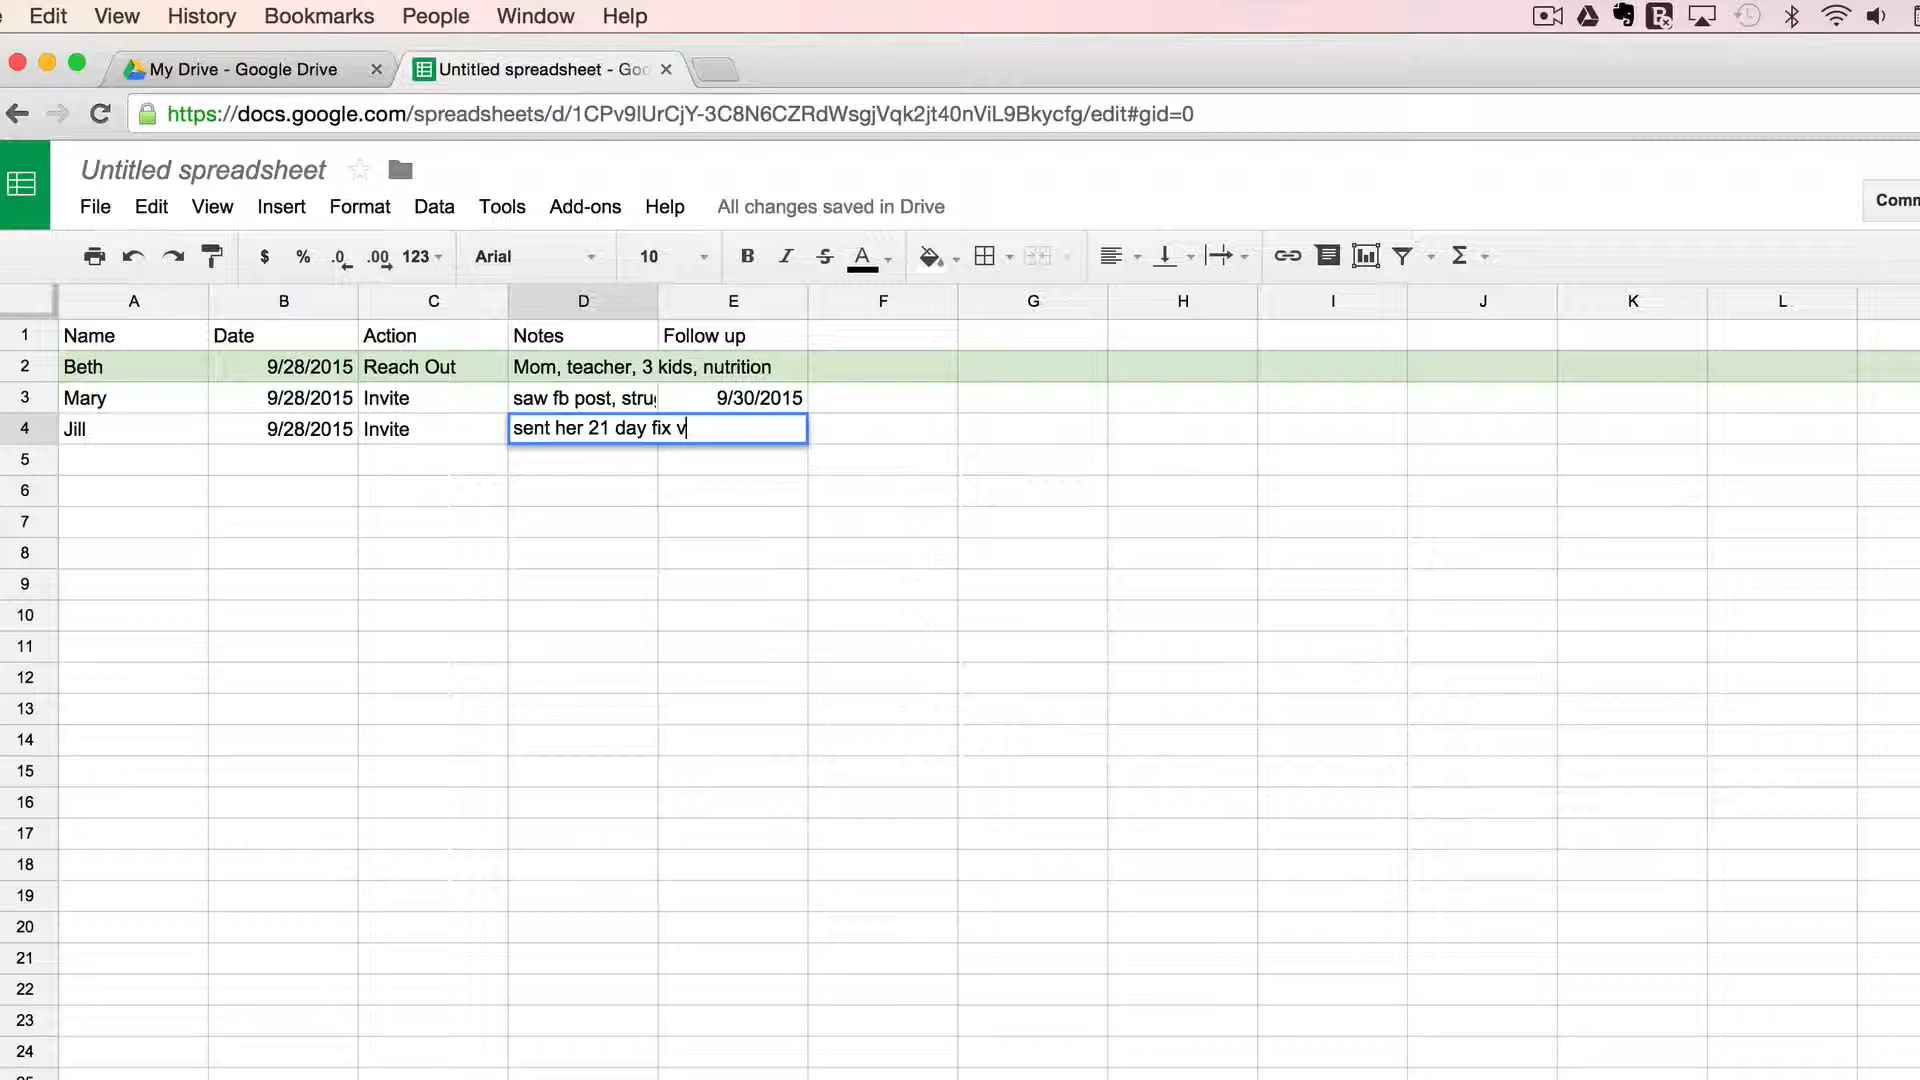 Edit View History Bookmarks People Window Help
My Drive - Google Drive Untitled spreadsheet - Goo
https://docs.google.com/spreadsheets/d/1CPv9lUrCjY-3C8N6CZRdWsgjVqk2jt40nViL9Bkycfg/edit#gid=0
Untitled spreadsheet
File Edit View Insert Format Data Tools Add-ons Help All changes saved in Drive
Comm
$ % .0 .00 123 Arial 10 B I S A Σ
A B C D E F G H I J K L
1 Name Date Action Notes Follow up
2 Beth 9/28/2015 Reach Out Mom, teacher, 3 kids, nutrition
3 Mary 9/28/2015 Invite saw fb post, stru 9/30/2015
4 Jill 9/28/2015 Invite sent her 21 day fix v
5
6
7
8
9
10
11
12
13
14
15
16
17
18
19
20
21
22
23
24